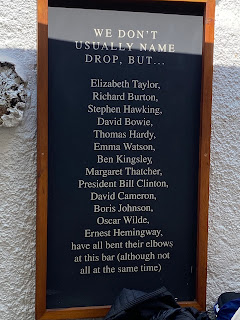 WE DON'T
USUALLY NAME
DROP, BUT...
Elizabeth Taylor,
Richard Burton,
Stephen Hawking,
David Bowie,
Thomas Hardy,
Emma Watson,
Ben Kingsley,
Margaret Thatcher,
President Bill Clinton,
David Cameron,
Boris Johnson,
Oscar Wilde,
Ernest Hemingway,
have all bent their elbows
at this bar (although not
all at the same time)